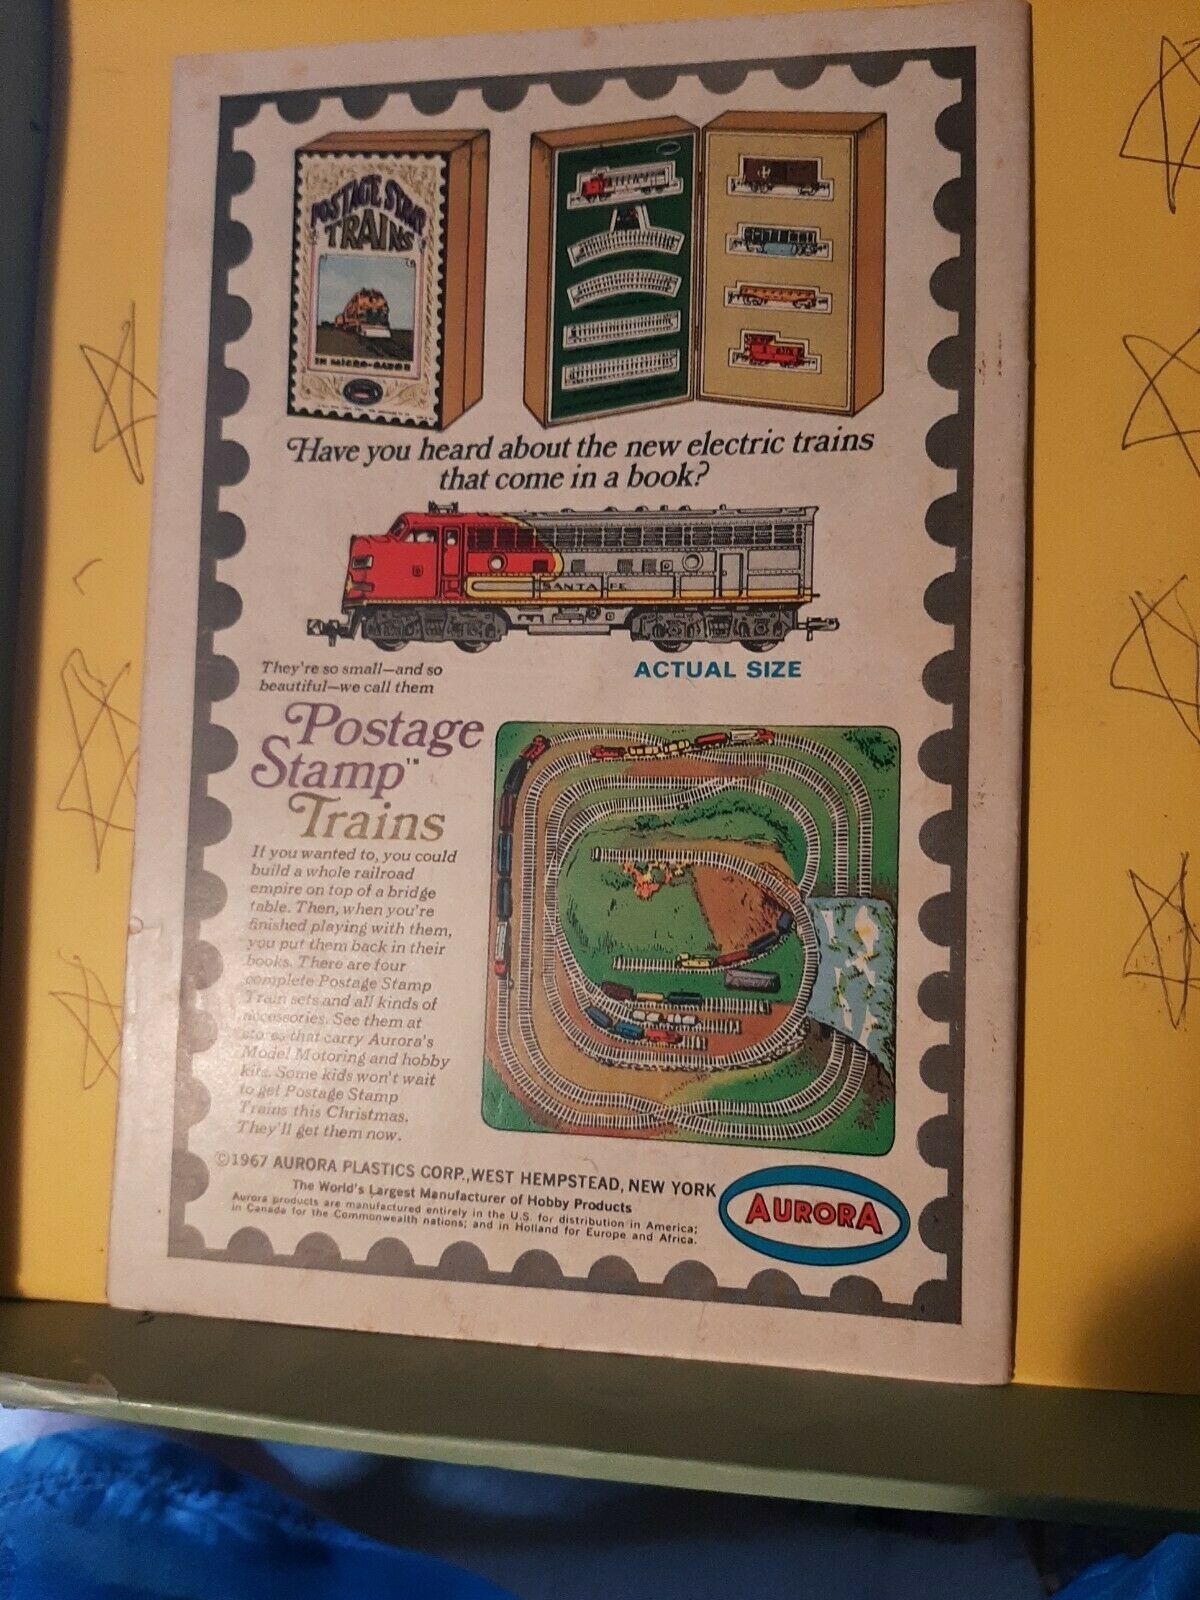 POSTAGE STAMP
TRAINS
IN MICRO-GAUGE
Have you heard about the new electric trains
that come in a book?
SANTA FE
They're so small—and so
beautiful—we call them
ACTUAL SIZE
Postage
Stamp™
Trains
If you wanted to, you could
build a whole railroad
empire on top of a bridge
table. Then, when you're
finished playing with them,
you put them back in their
books. There are four
complete Postage Stamp
Train sets and all kinds of
accessories. See them at
stores that carry Aurora's
Model Motoring and hobby
kits. Some kids won't wait
to get Postage Stamp
Trains this Christmas.
They'll get them now.
©1967 AURORA PLASTICS CORP., WEST HEMPSTEAD, NEW YORK
The World's Largest Manufacturer of Hobby Products
Aurora products are manufactured entirely in the U.S. for distribution in America;
in Canada for the Commonwealth nations; and in Holland for Europe and Africa.
AURORA